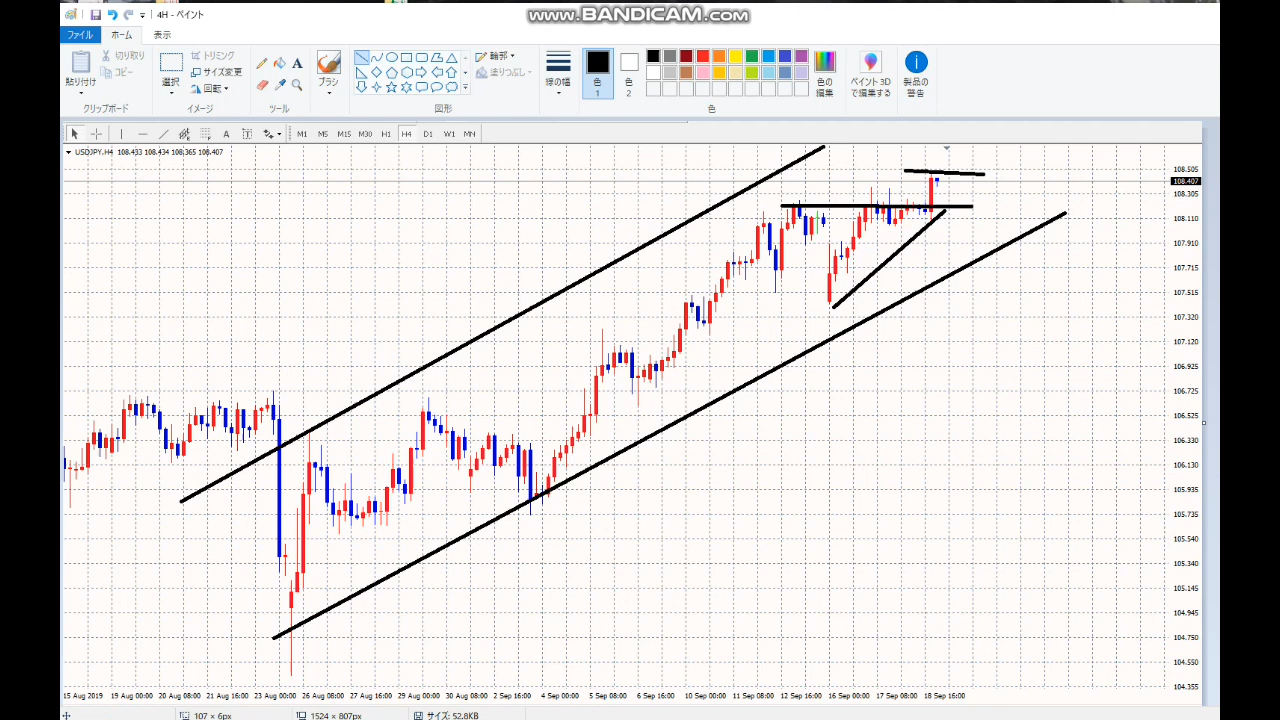 www.BANDICAM.com
4H - ペイント
ファイル ホーム 表示
貼り付け 切り取り コピー クリップボード
選択 トリミング サイズ変更 回転 イメージ
ツール
ブラシ
輪郭 塗りつぶし 図形
線の幅
色 1
色 2
色の編集
色
ペイント 3D で編集する
製品の警告
A T M1 M5 M15 M30 H1 H4 D1 W1 MN
USDJPY,H4 108.433 108.434 108.365 108.407
108.505
108.407
108.305
108.110
107.910
107.715
107.515
107.320
107.120
106.925
106.725
106.525
106.330
106.130
105.935
105.735
105.540
105.340
105.145
104.945
104.750
104.550
104.355
15 Aug 2019 19 Aug 00:00 20 Aug 08:00 21 Aug 16:00 23 Aug 00:00 26 Aug 08:00 27 Aug 16:00 29 Aug 00:00 30 Aug 08:00 2 Sep 16:00 4 Sep 00:00 5 Sep 08:00 6 Sep 16:00 10 Sep 00:00 11 Sep 08:00 12 Sep 16:00 16 Sep 00:00 17 Sep 08:00 18 Sep 16:00
107 × 6px 1524 × 807px サイズ: 52.8KB